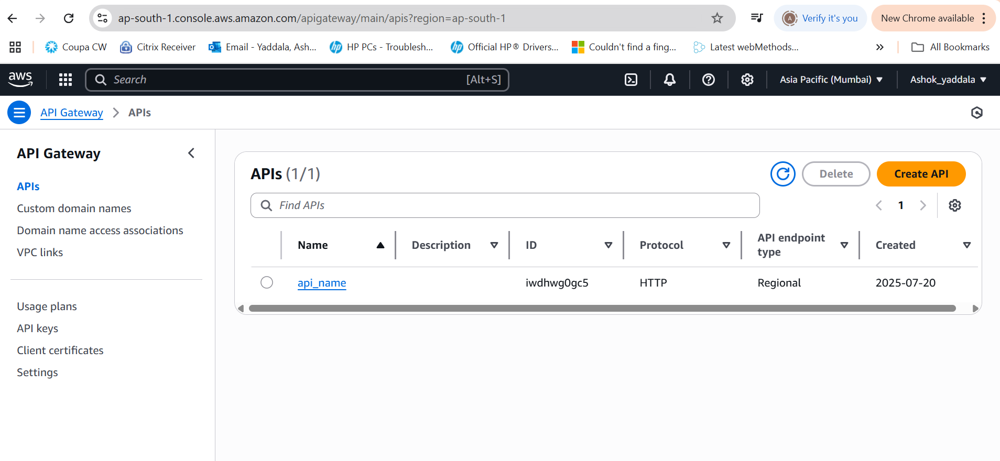 ap-south-1.console.aws.amazon.com/apigateway/main/apis?region=ap-south-1
A
Verify it's you
New Chrome available
Coupa CW
Citrix Receiver
Email - Yaddala, Ash...
HP PCs - Troublesh...
Official HP® Drivers...
Couldn't find a fing...
Latest webMethods...
»
All Bookmarks
aws
Search
[Alt+S]
Asia Pacific (Mumbai)
Ashok_yaddala
API Gateway
APIs
API Gateway
APIs
Custom domain names
Domain name access associations
VPC links
Usage plans
API keys
Client certificates
Settings
APIs (1/1)
Delete
Create API
Find APIs
1
Name
Description
ID
Protocol
API endpoint
type
Created
api_name
iwdhwg0gc5
HTTP
Regional
2025-07-20